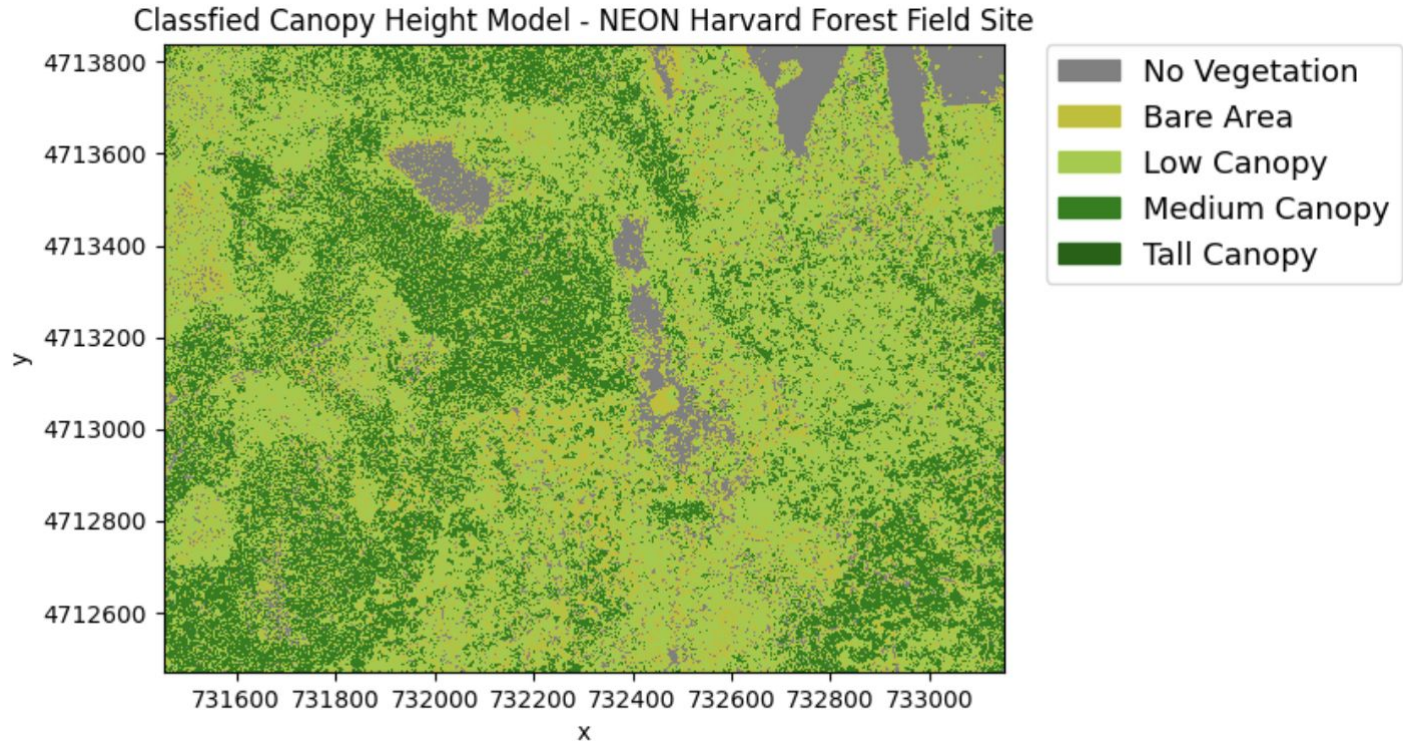 Classfied Canopy Height Model - NEON Harvard Forest Field Site
4713800
4713600
4713400
4713200
4713000
4712800
4712600
y
731600 731800 732000 732200 732400 732600 732800 733000
x
No Vegetation
Bare Area
Low Canopy
Medium Canopy
Tall Canopy